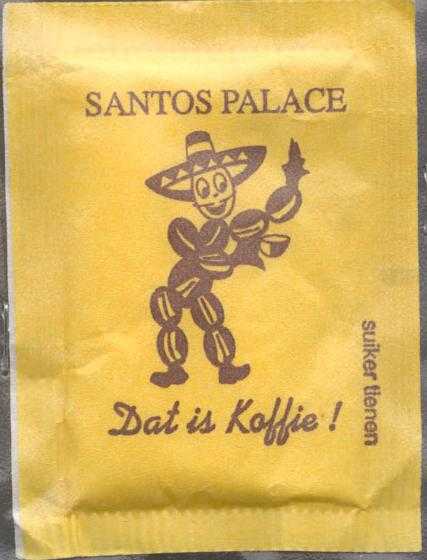 SANTOS PALACE
Dat is Koffie !
suiker tienen